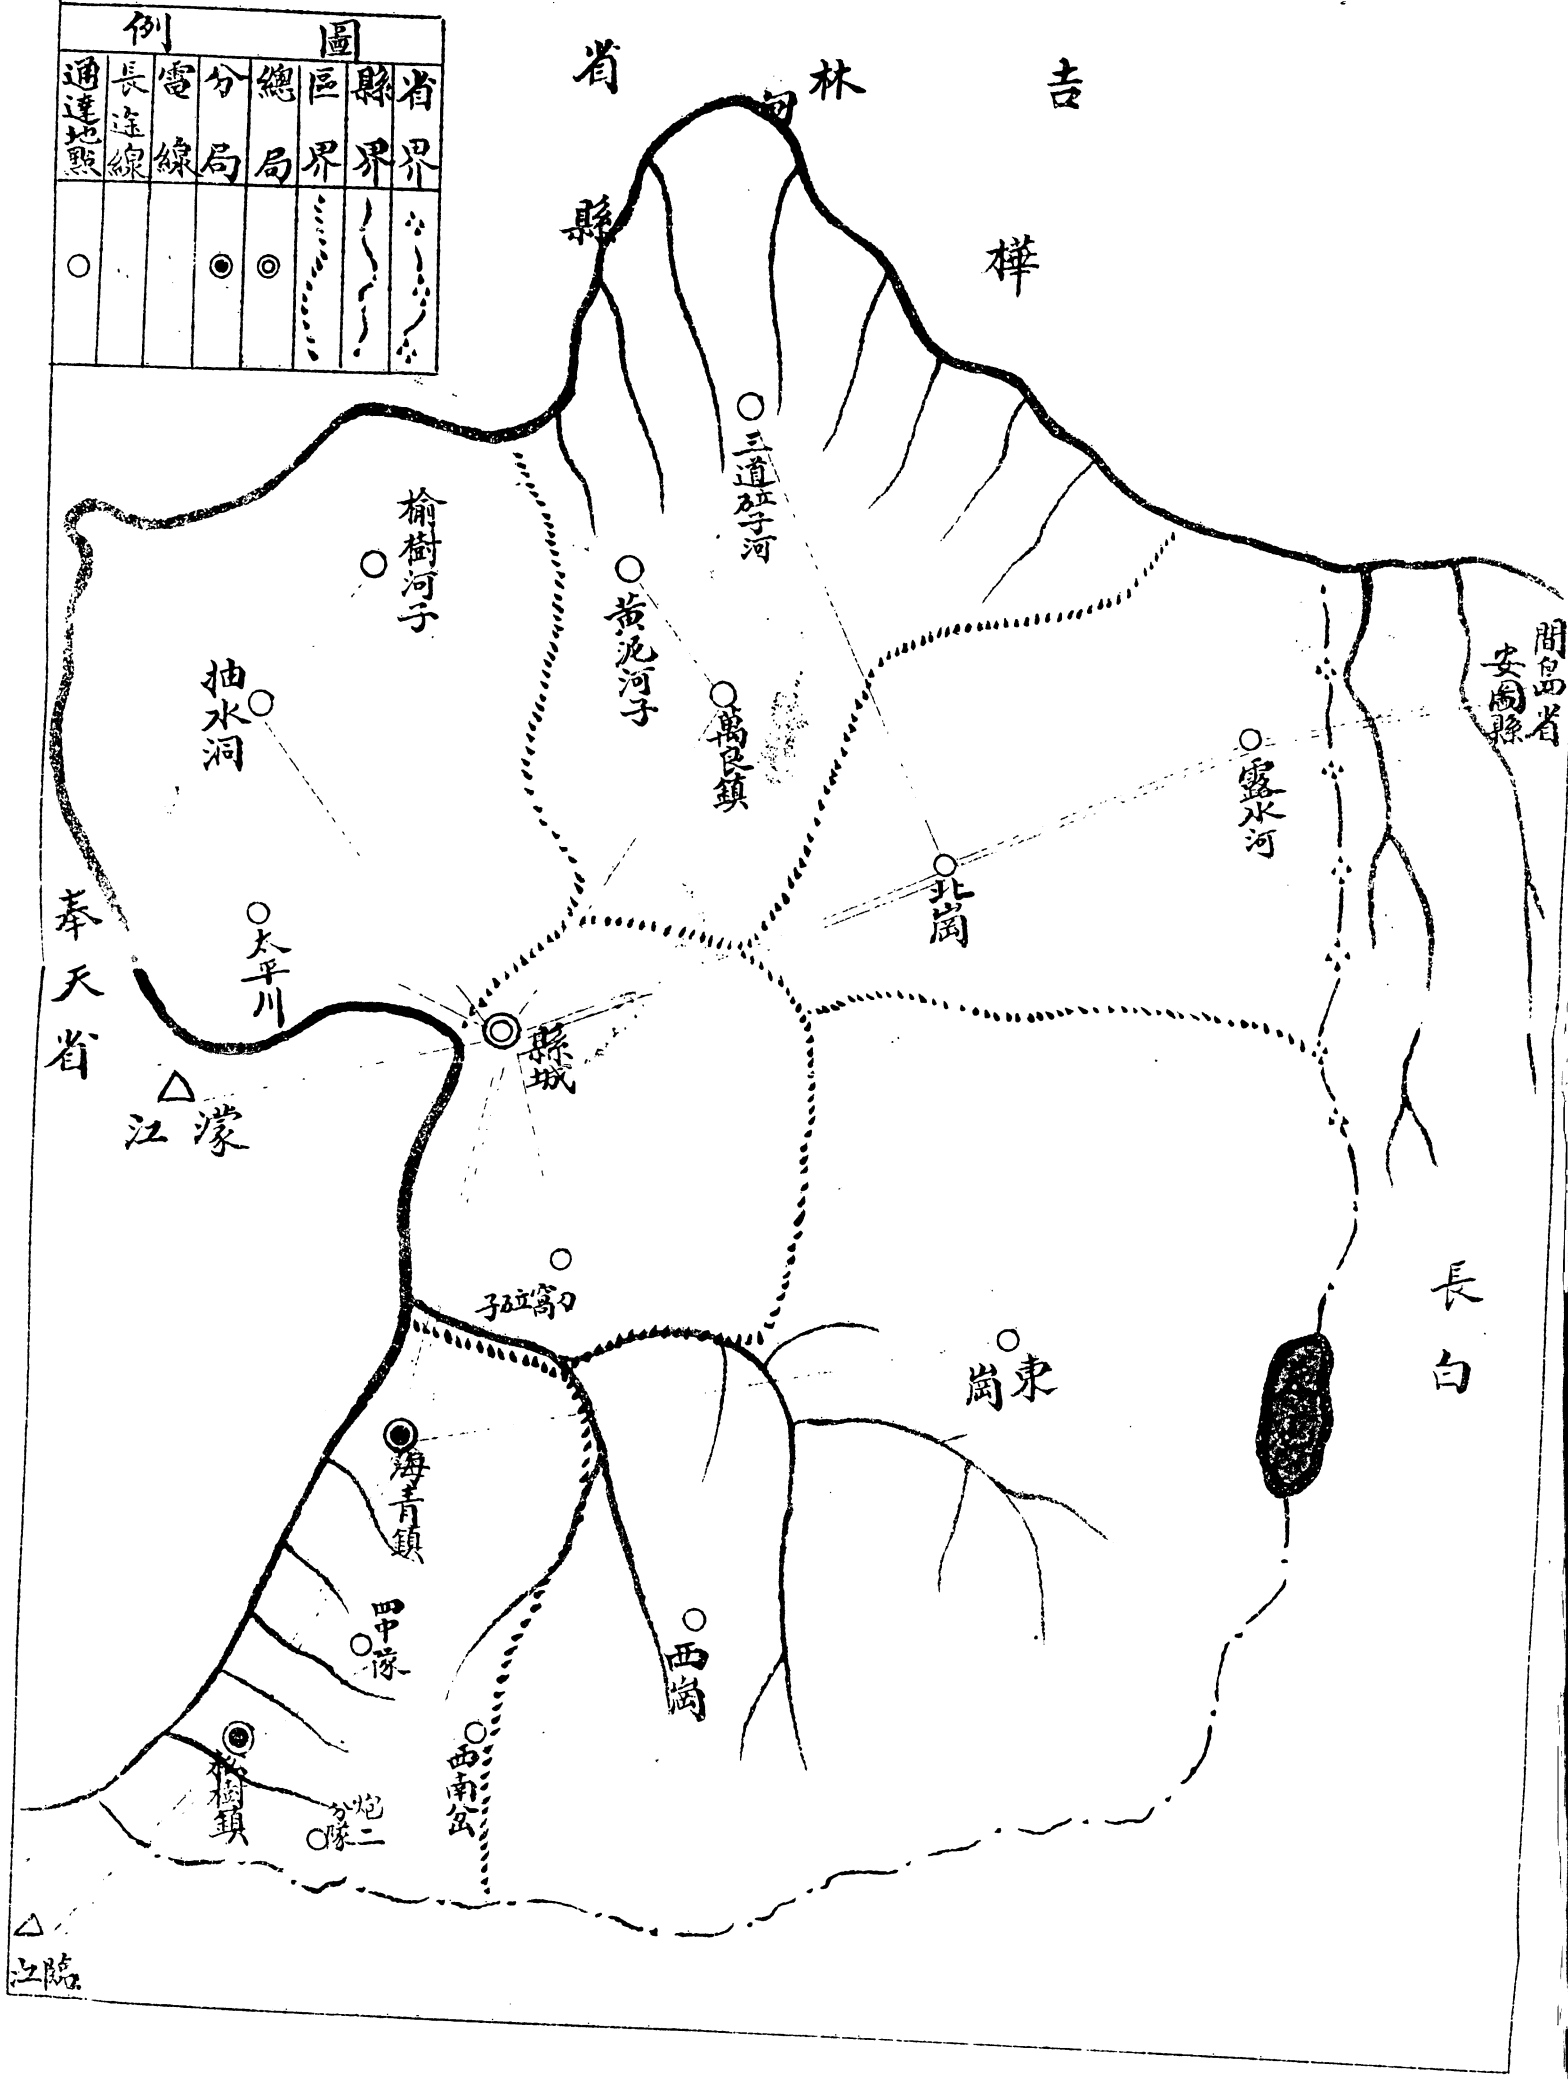 圖例
省界
縣界
區界
總局
分局
電線
長途線
通達地點
吉林省
樺甸縣
間島省
安圖縣
長白
奉天省
濛江
臨江
三道砬子河
榆樹河子
黃泥河子
萬良鎮
抽水洞
露水河
北崗
太平川
縣城
刀窩砬子
東崗
海青鎮
四中隊
西崗
松樹鎮
西南岔
炮二分隊